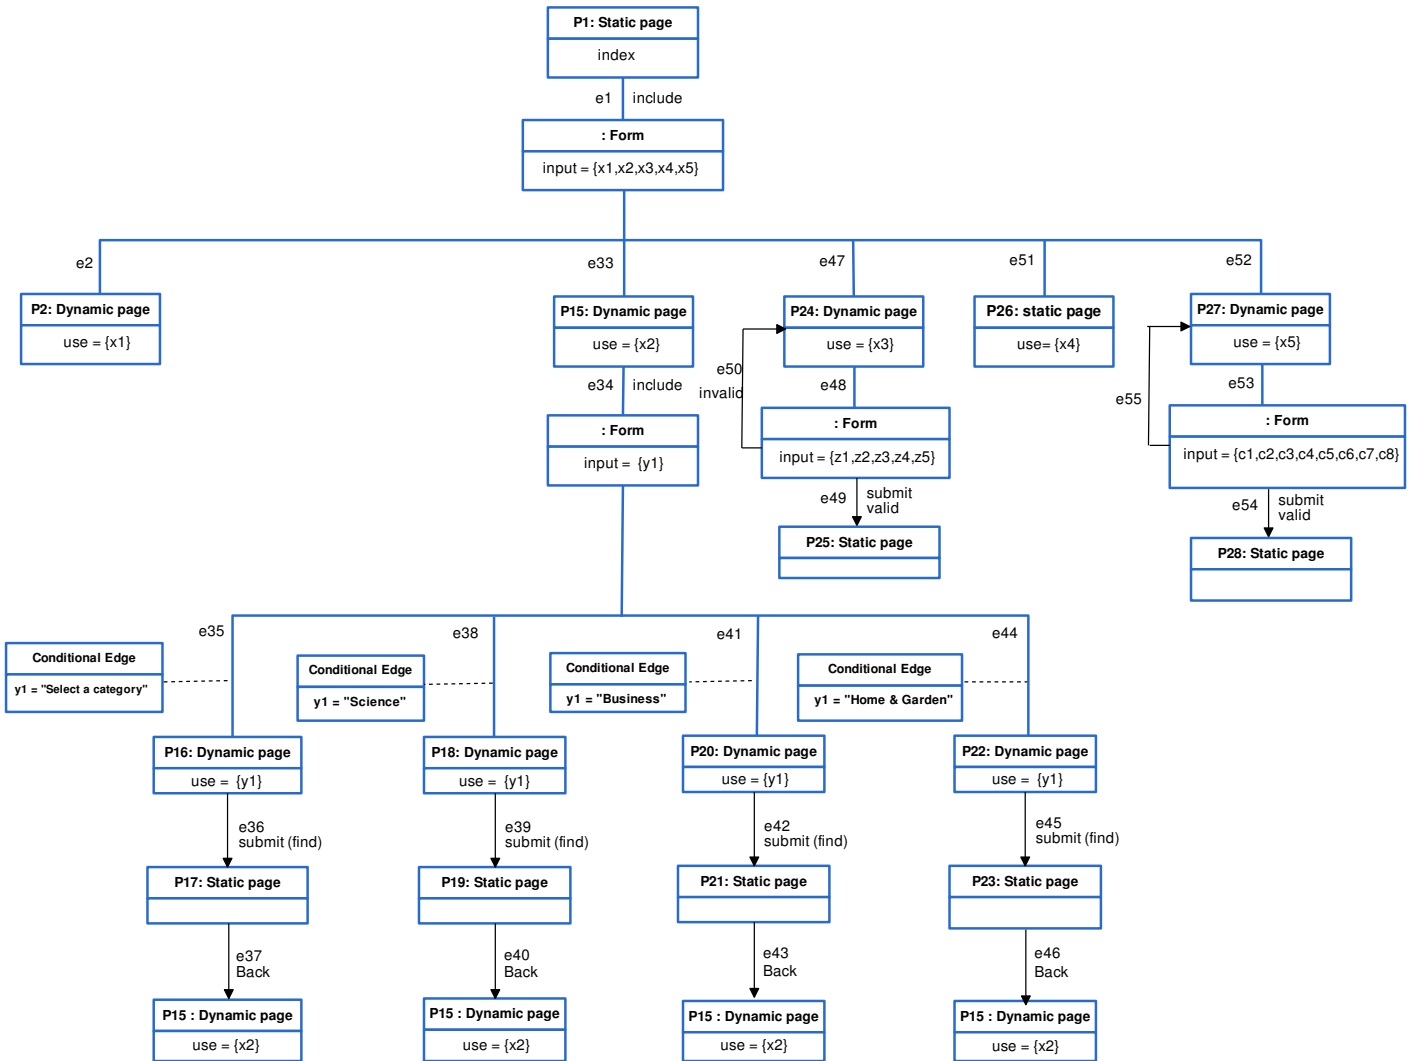 P1: Static page
index
e1 include
: Form
input = {x1,x2,x3,x4,x5}
e2
e33
e47
e51
e52
P2: Dynamic page
use = {x1}
P15: Dynamic page
use = {x2}
P24: Dynamic page
use = {x3}
P26: static page
use= {x4}
P27: Dynamic page
use = {x5}
e34 include
e50
invalid
e48
e53
e55
: Form
input = {y1}
: Form
input = {z1,z2,z3,z4,z5}
: Form
input = {c1,c2,c3,c4,c5,c6,c7,c8}
e49 submit
valid
e54 submit
valid
P25: Static page
P28: Static page
e35
e38
e41
e44
Conditional Edge
y1 = "Select a category"
Conditional Edge
y1 = "Science"
Conditional Edge
y1 = "Business"
Conditional Edge
y1 = "Home & Garden"
P16: Dynamic page
use = {y1}
P18: Dynamic page
use = {y1}
P20: Dynamic page
use = {y1}
P22: Dynamic page
use = {y1}
e36
submit (find)
e39
submit (find)
e42
submit (find)
e45
submit (find)
P17: Static page
P19: Static page
P21: Static page
P23: Static page
e37
Back
e40
Back
e43
Back
e46
Back
P15 : Dynamic page
use = {x2}
P15 : Dynamic page
use = {x2}
P15 : Dynamic page
use = {x2}
P15 : Dynamic page
use = {x2}